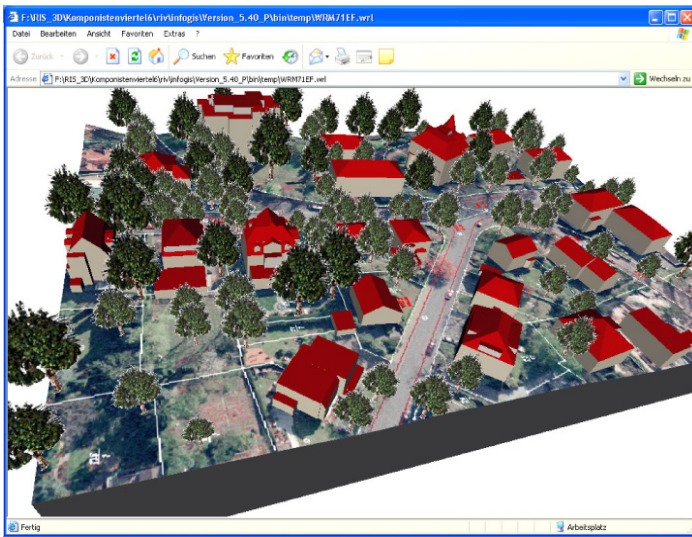 F:\RIS_3D\Komponistenviertel6\riv\infogis\Version_5.40_P\bin\temp\WRM71EF.wrl
Datei Bearbeiten Ansicht Favoriten Extras ?
Zurück Suchen Favoriten
Adresse F:\RIS_3D\Komponistenviertel6\riv\infogis\Version_5.40_P\bin\temp\WRM71EF.wrl Wechseln zu
Fertig Arbeitsplatz